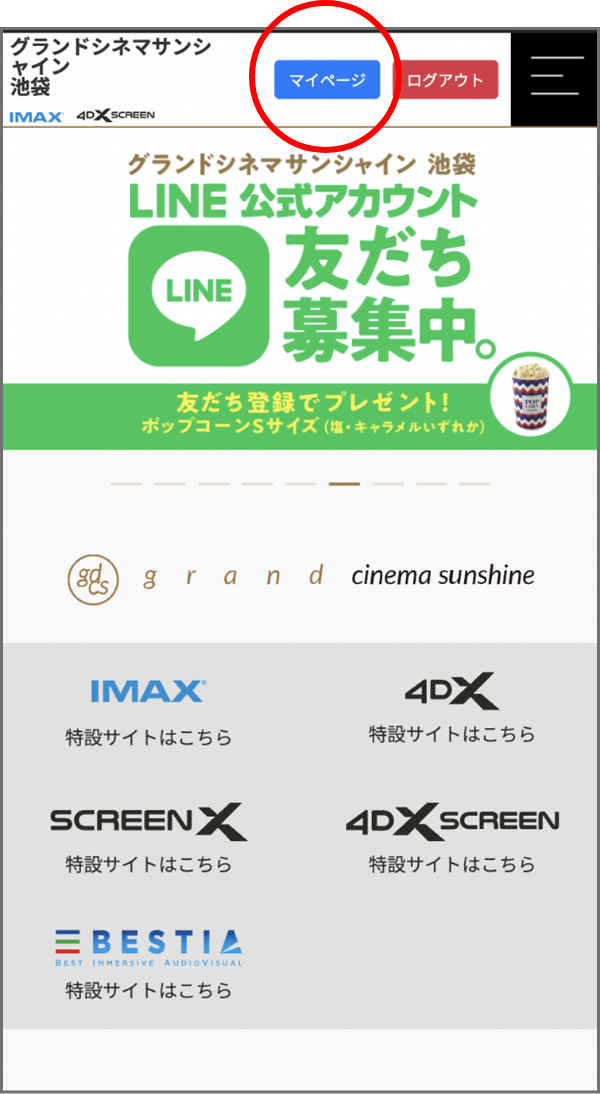 グランドシネマサンシ
ャイン
池袋
IMAX® 4DXSCREEN
マイページ
ログアウト
グランドシネマサンシャイン 池袋
LINE 公式アカウント
LINE
友だち
募集中。
友だち登録でプレゼント!
ポップコーンSサイズ(塩・キャラメルいずれか)
POP
CORN
gdcs grand cinema sunshine
IMAX®
特設サイトはこちら
4DX
特設サイトはこちら
SCREENX
特設サイトはこちら
4DXSCREEN
特設サイトはこちら
BESTIA
BEST IMMERSIVE AUDIOVISUAL
特設サイトはこちら